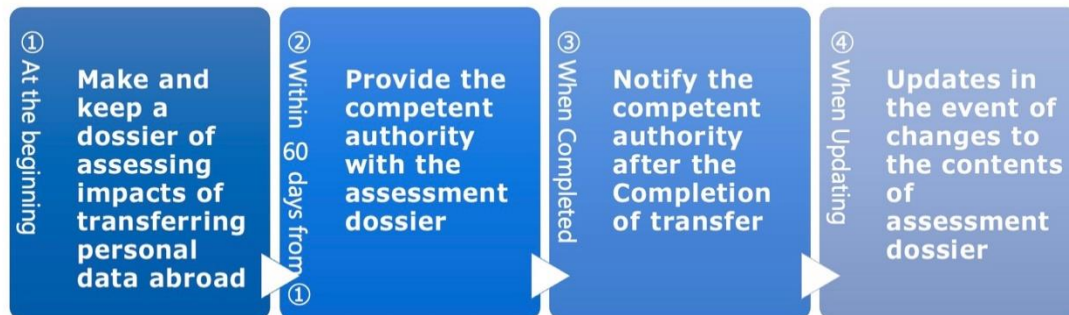 ① At the beginning
Make and
keep a
dossier of
assessing
impacts of
transferring
personal
data abroad
② Within 60 days from ①
Provide the
competent
authority
with the
assessment
dossier
③ When Completed
Notify the
competent
authority
after the
Completion
of transfer
④ When Updating
Updates in
the event of
changes to
the contents
of
assessment
dossier